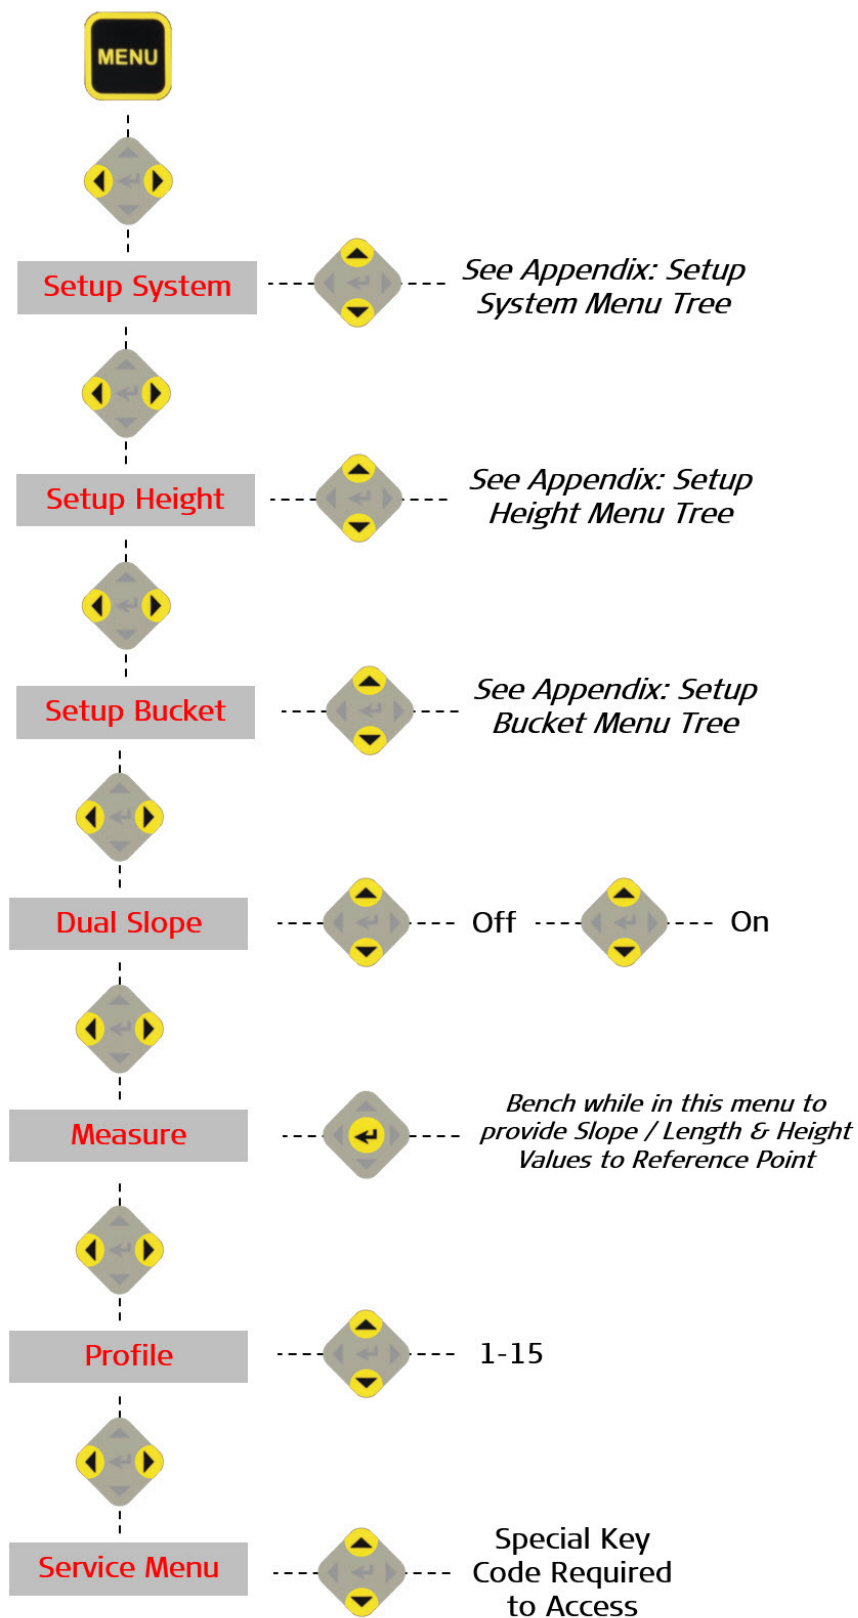 MENU
Setup System
See Appendix: Setup
System Menu Tree
Setup Height
See Appendix: Setup
Height Menu Tree
Setup Bucket
See Appendix: Setup
Bucket Menu Tree
Dual Slope
Off
On
Measure
Bench while in this menu to
provide Slope / Length & Height
Values to Reference Point
Profile
1-15
Service Menu
Special Key
Code Required
to Access